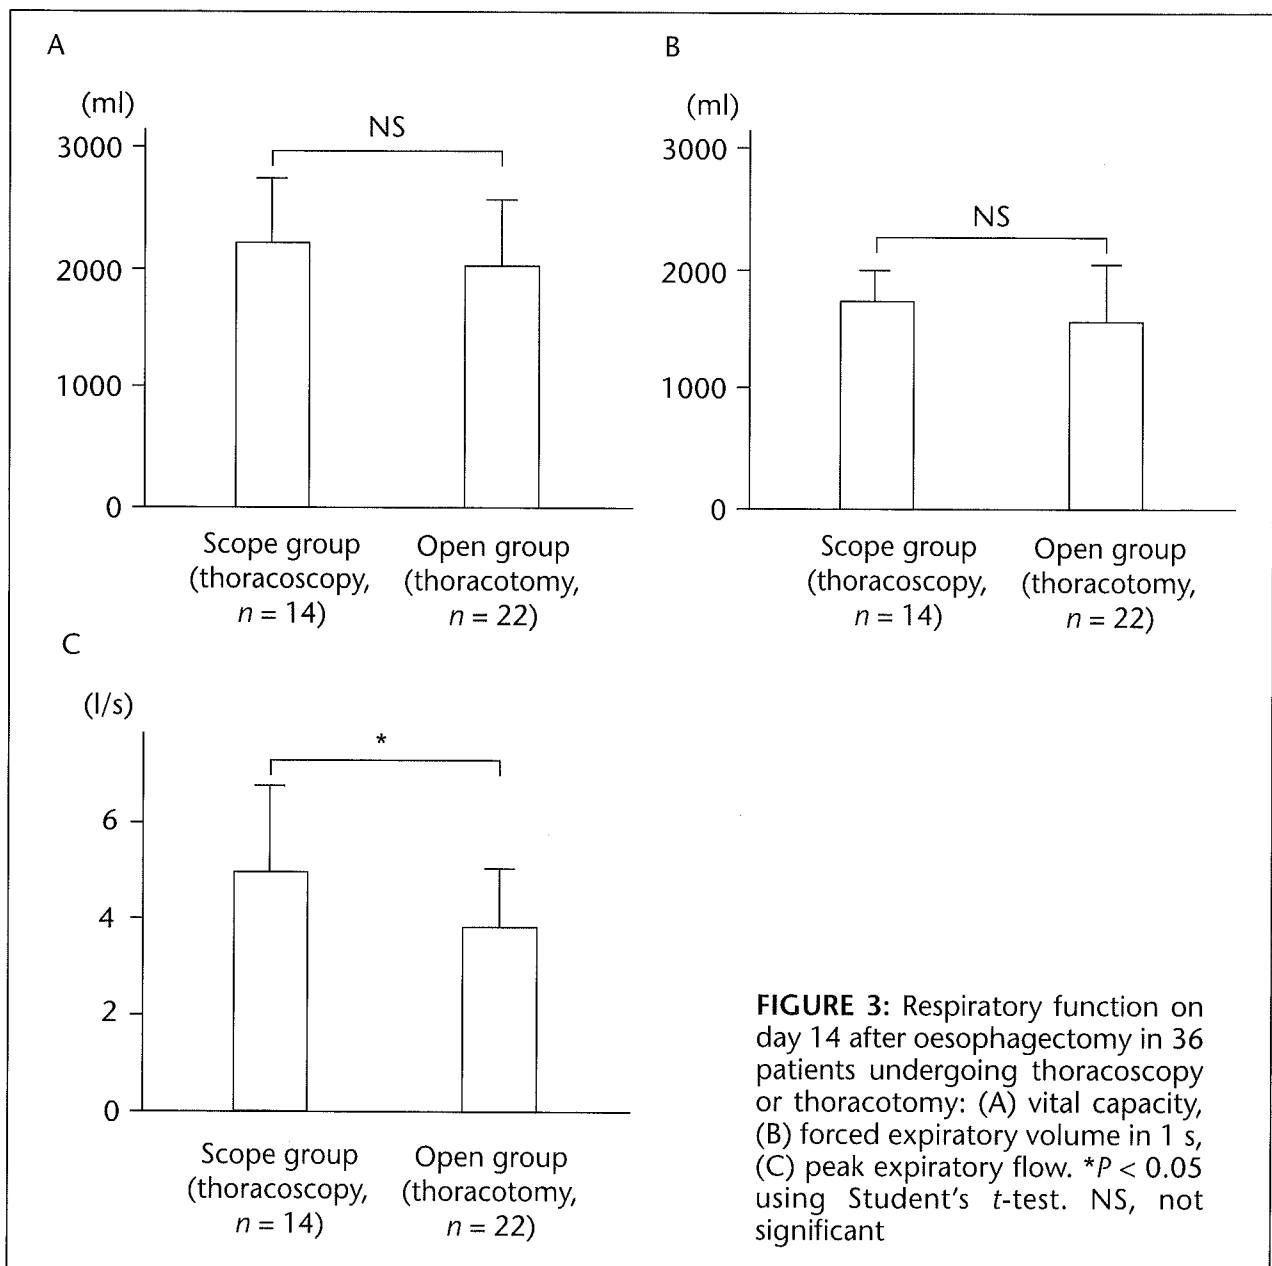 A
(ml)
3000
2000
1000
0
NS
Scope group
(thoracoscopy,
n = 14)
Open group
(thoracotomy,
n = 22)
B
(ml)
3000
2000
1000
0
NS
Scope group
(thoracoscopy,
n = 14)
Open group
(thoracotomy,
n = 22)
C
(l/s)
6
4
2
0
*
Scope group
(thoracoscopy,
n = 14)
Open group
(thoracotomy,
n = 22)
FIGURE 3: Respiratory function on
day 14 after oesophagectomy in 36
patients undergoing thoracoscopy
or thoracotomy: (A) vital capacity,
(B) forced expiratory volume in 1 s,
(C) peak expiratory flow. *P < 0.05
using Student's t-test. NS, not
significant